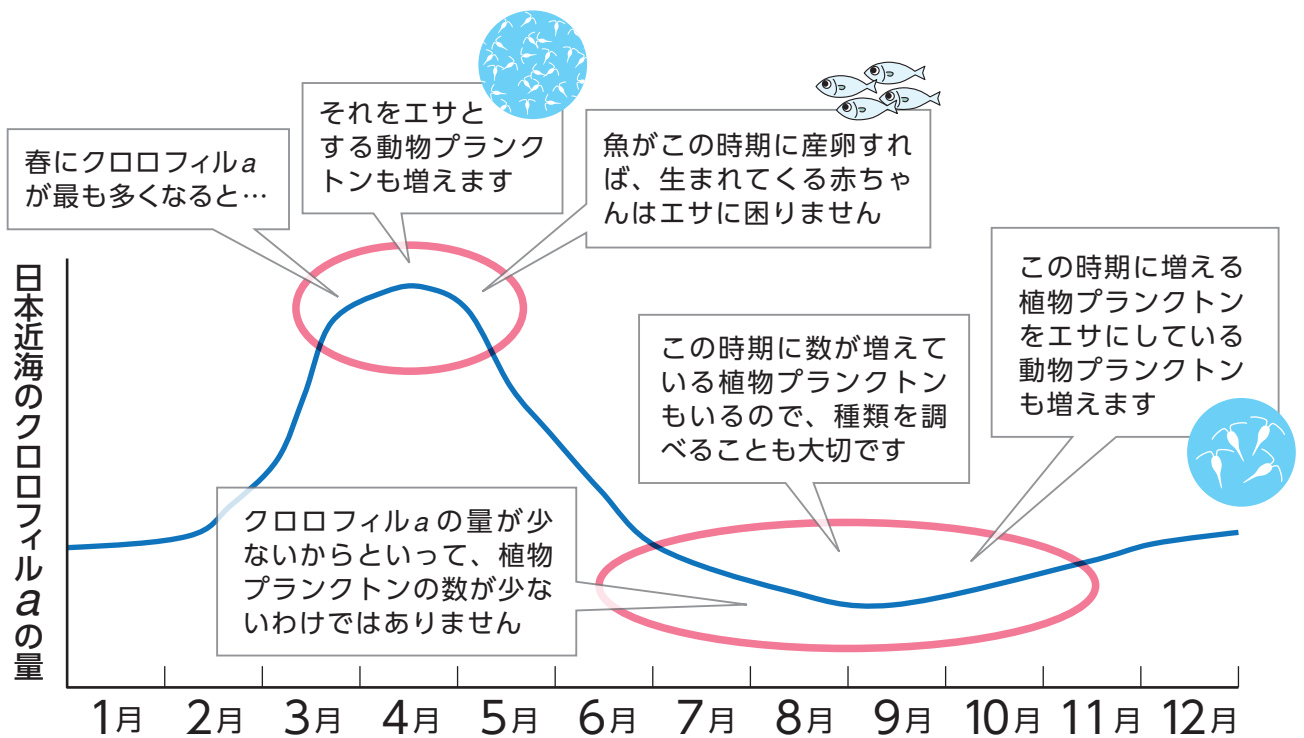 春にクロロフィルa
が最も多くなると…
それをエサと
する動物プランク
トンも増えます
魚がこの時期に産卵すれ
ば、生まれてくる赤ちゃ
んはエサに困りません
この時期に増える
植物プランクトン
をエサにしている
動物プランクトン
も増えます
この時期に数が増えて
いる植物プランクトン
もいるので、種類を調
べることも大切です
クロロフィルaの量が少
ないからといって、植物
プランクトンの数が少な
いわけではありません
日本近海のクロロフィルaの量
1月 2月 3月 4月 5月 6月 7月 8月 9月 10月 11月 12月